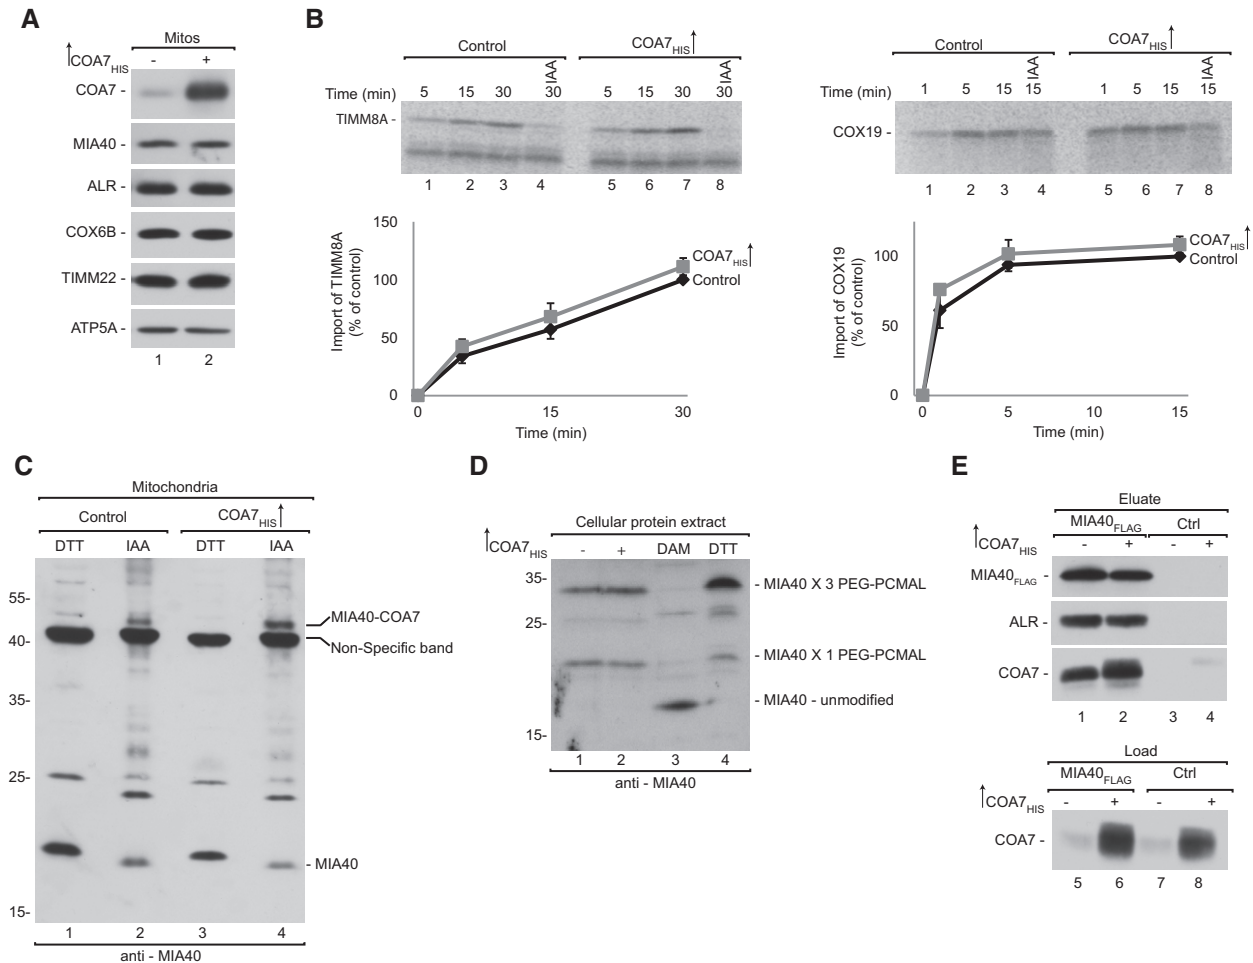 A
Mitos
↑COA7HIS - +
COA7 -
MIA40 -
ALR -
COX6B -
TIMM22 -
ATP5A -
1 2
B
Control COA7HIS↑
Time (min) 5 15 30 IAA 30 5 15 30 IAA 30
TIMM8A -
1 2 3 4 5 6 7 8
Import of TIMM8A
(% of control)
150
100
50
0
COA7HIS↑
Control
0 15 30
Time (min)
Control COA7HIS↑
Time (min) 1 5 15 IAA 15 1 5 15 IAA 15
COX19 -
1 2 3 4 5 6 7 8
Import of COX19
(% of control)
100
50
0
COA7HIS↑
Control
0 5 10 15
Time (min)
C
Mitochondria
Control COA7HIS↑
DTT IAA DTT IAA
55-
40-
35-
25-
15-
MIA40-COA7
Non-Specific band
- MIA40
1 2 3 4
anti - MIA40
D
Cellular protein extract
↑COA7HIS - + DAM DTT
35-
25-
15-
- MIA40 X 3 PEG-PCMAL
- MIA40 X 1 PEG-PCMAL
- MIA40 - unmodified
1 2 3 4
anti - MIA40
E
Eluate
MIA40FLAG Ctrl
↑COA7HIS - + - +
MIA40FLAG -
ALR -
COA7 -
1 2 3 4
Load
MIA40FLAG Ctrl
↑COA7HIS - + - +
COA7 -
5 6 7 8